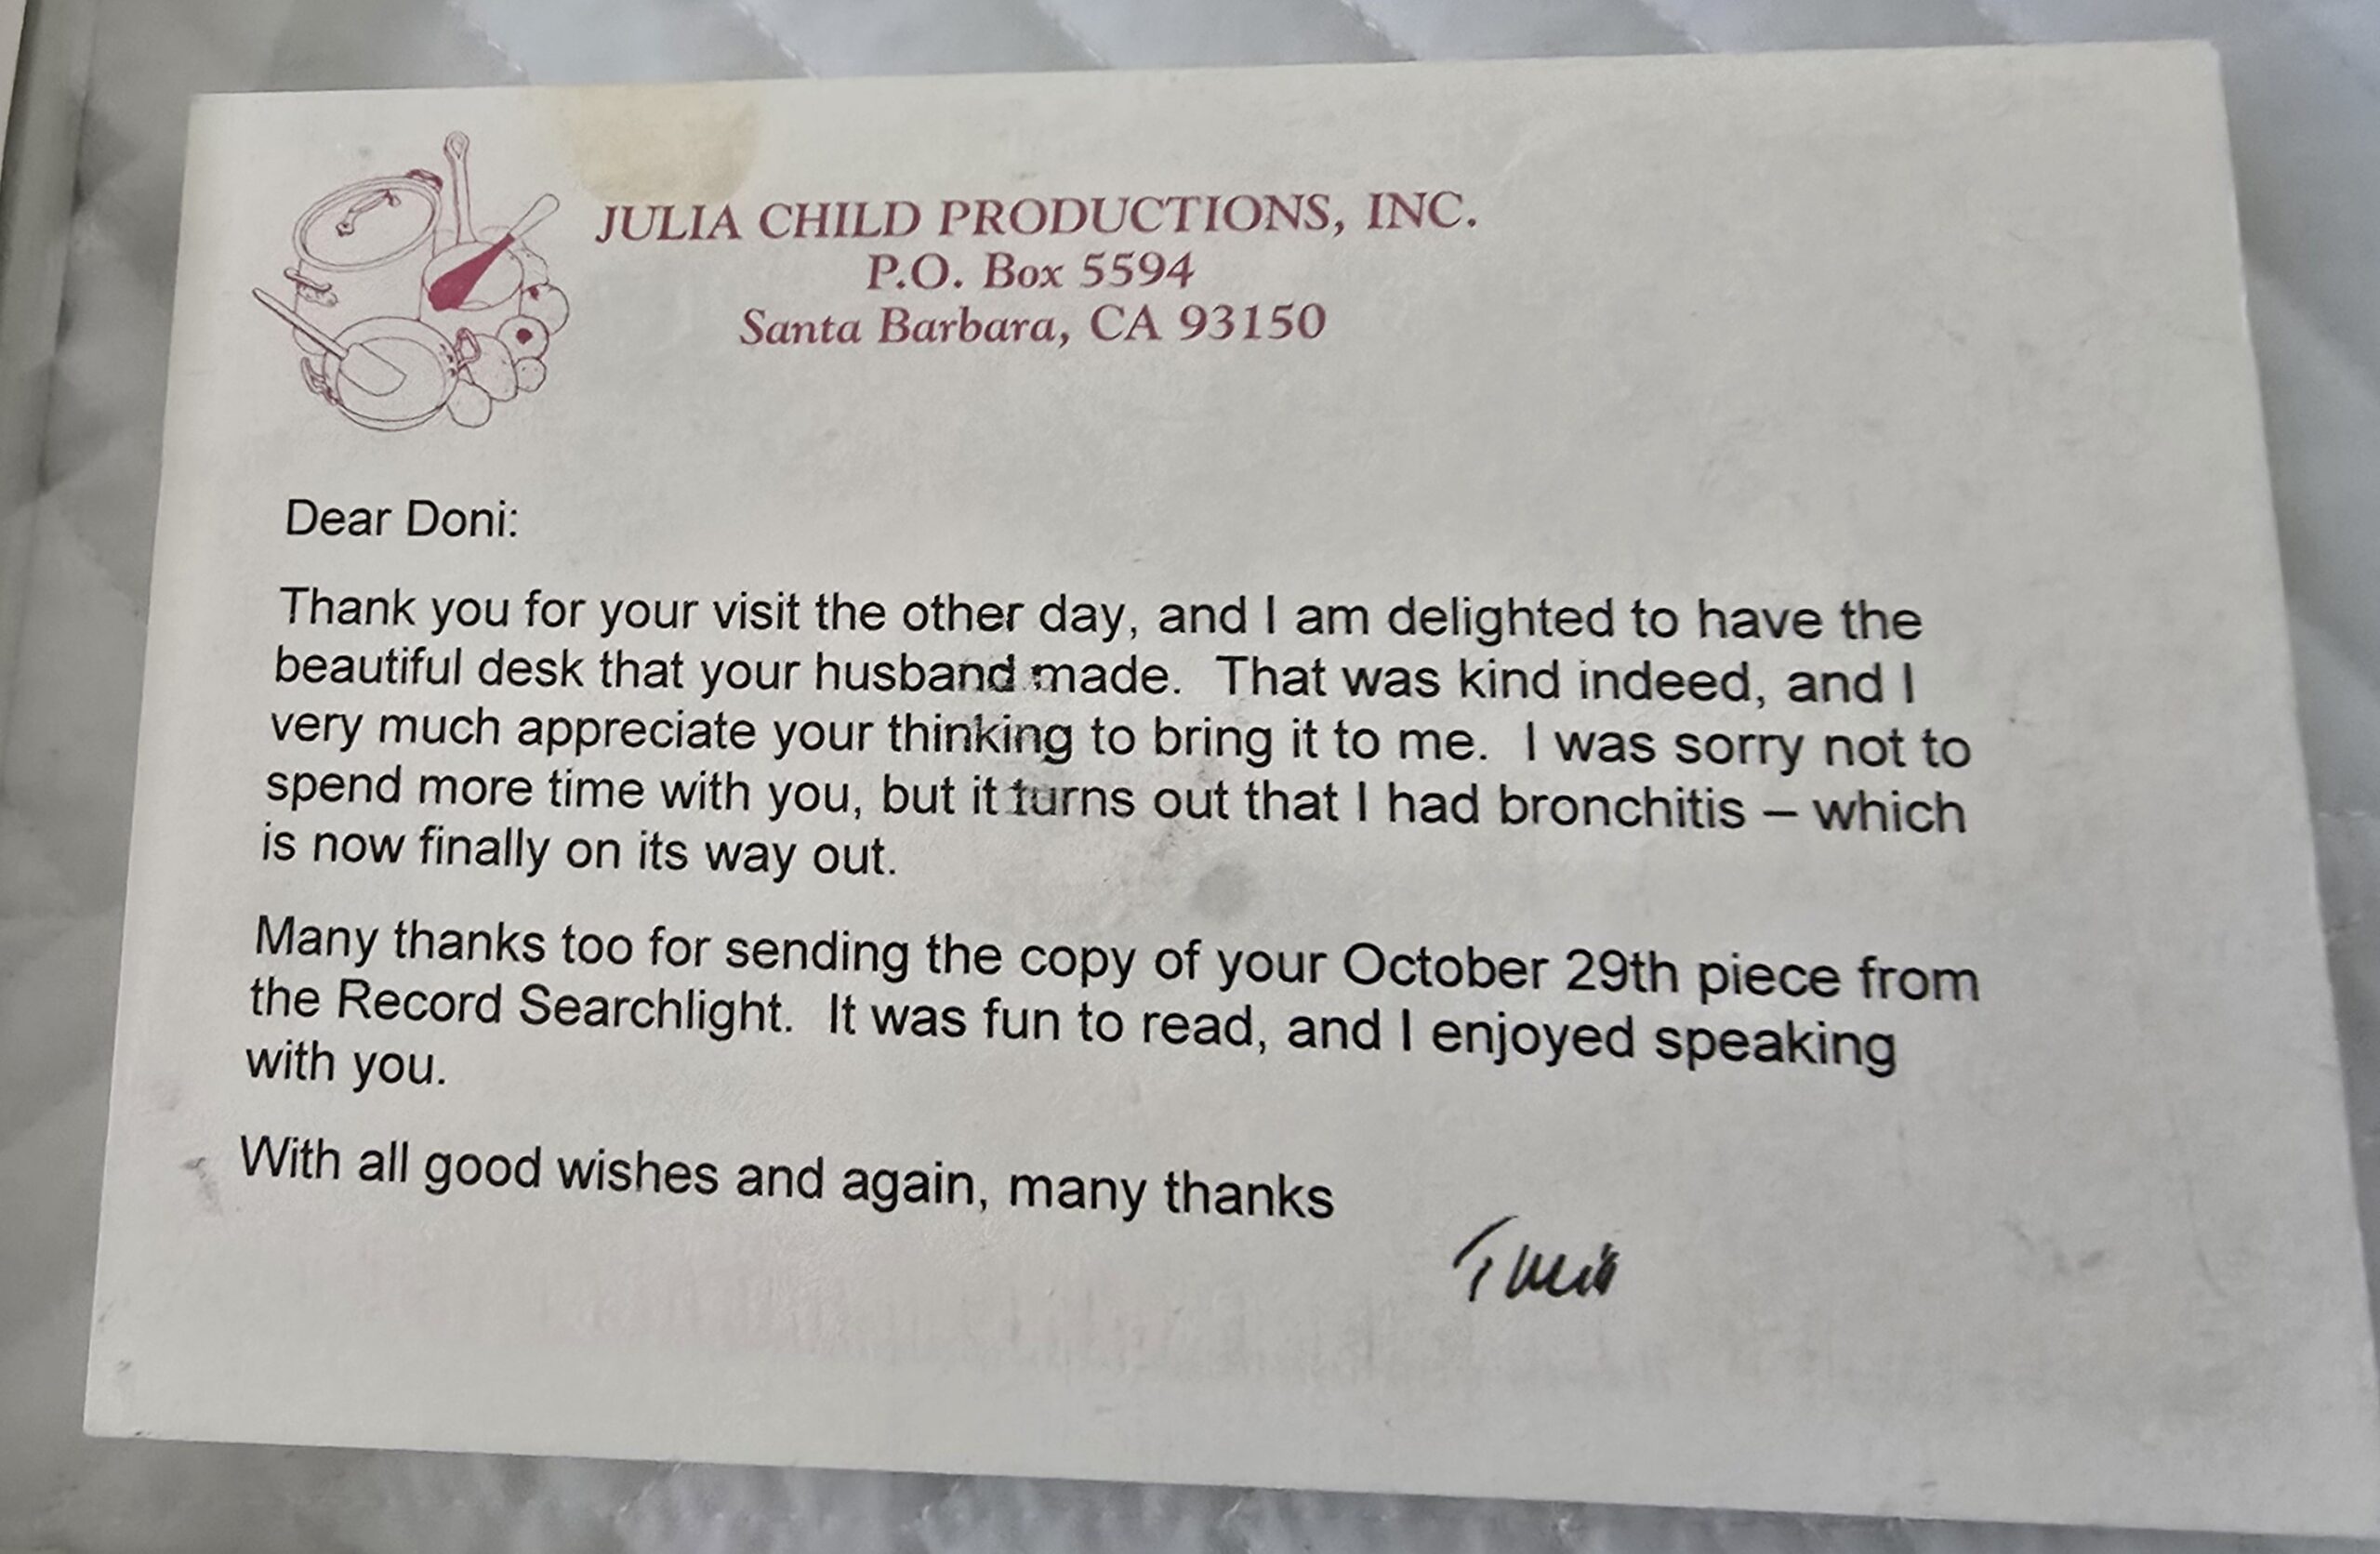 JULIA CHILD PRODUCTIONS, INC.
P.O. Box 5594
Santa Barbara, CA 93150
Dear Doni:
Thank you for your visit the other day, and I am delighted to have the
beautiful desk that your husband made. That was kind indeed, and I
very much appreciate your thinking to bring it to me. I was sorry not to
spend more time with you, but it turns out that I had bronchitis – which
is now finally on its way out.
Many thanks too for sending the copy of your October 29th piece from
the Record Searchlight. It was fun to read, and I enjoyed speaking
with you.
With all good wishes and again, many thanks
Julia